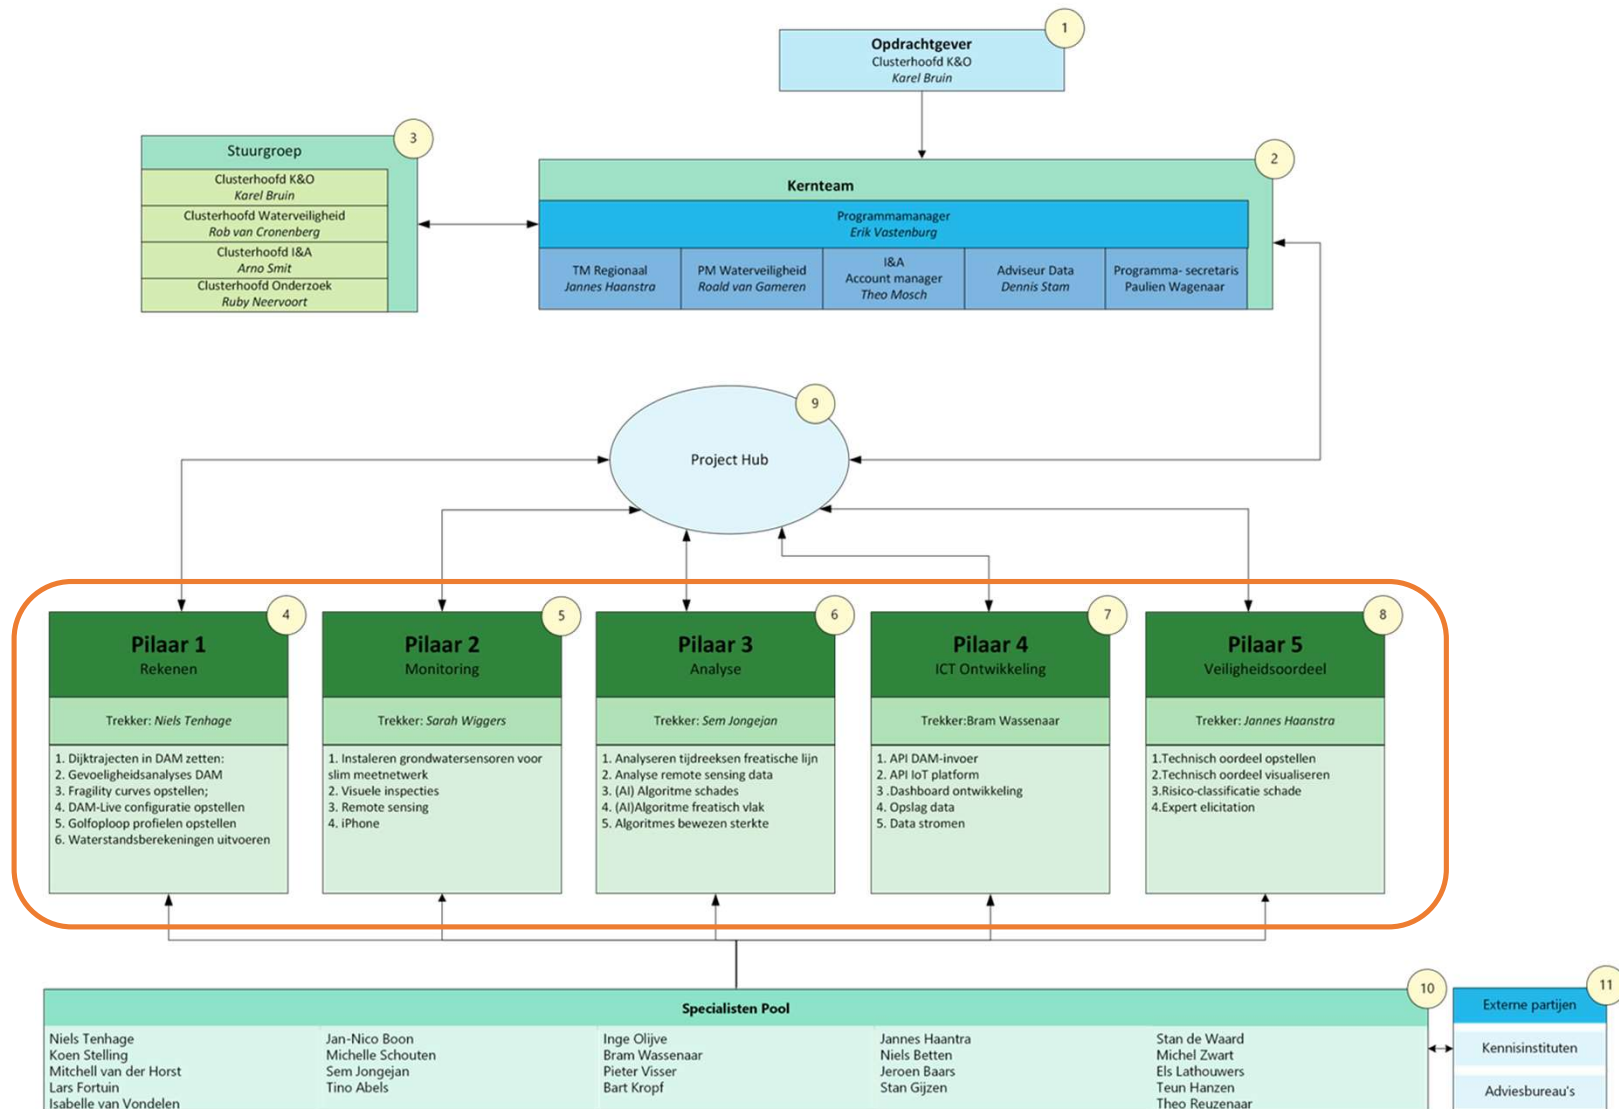 1
Opdrachtgever
Clusterhoofd K&O
Karel Bruin
3
Stuurgroep
Clusterhoofd K&O
Karel Bruin
Clusterhoofd Waterveiligheid
Rob van Cronenberg
Clusterhoofd I&A
Arno Smit
Clusterhoofd Onderzoek
Ruby Neervoort
2
Kernteam
Programmamanager
Erik Vastenburg
TM Regionaal
Jannes Haanstra
PM Waterveiligheid
Roald van Gameren
I&A
Account manager
Theo Mosch
Adviseur Data
Dennis Stam
Programma- secretaris
Paulien Wagenaar
9
Project Hub
4
Pilaar 1
Rekenen
Trekker: Niels Tenhage
1. Dijktrajecten in DAM zetten:
2. Gevoeligheidsanalyses DAM
3. Fragility curves opstellen;
4. DAM-Live configuratie opstellen
5. Golfoploop profielen opstellen
6. Waterstandsberekeningen uitvoeren
5
Pilaar 2
Monitoring
Trekker: Sarah Wiggers
1. Instaleren grondwatersensoren voor
slim meetnetwerk
2. Visuele inspecties
3. Remote sensing
4. iPhone
6
Pilaar 3
Analyse
Trekker: Sem Jongejan
1. Analyseren tijdreeksen freatische lijn
2. Analyse remote sensing data
3. (AI) Algoritme schades
4. (AI)Algoritme freatisch vlak
5. Algoritmes bewezen sterkte
7
Pilaar 4
ICT Ontwikkeling
Trekker:Bram Wassenaar
1. API DAM-invoer
2. API IoT platform
3 .Dashboard ontwikkeling
4. Opslag data
5. Data stromen
8
Pilaar 5
Veiligheidsoordeel
Trekker: Jannes Haanstra
1.Technisch oordeel opstellen
2.Technisch oordeel visualiseren
3.Risico-classificatie schade
4.Expert elicitation
10
Specialisten Pool
Niels Tenhage
Koen Stelling
Mitchell van der Horst
Lars Fortuin
Isabelle van Vondelen
Jan-Nico Boon
Michelle Schouten
Sem Jongejan
Tino Abels
Inge Olijve
Bram Wassenaar
Pieter Visser
Bart Kropf
Jannes Haantra
Niels Betten
Jeroen Baars
Stan Gijzen
Stan de Waard
Michel Zwart
Els Lathouwers
Teun Hanzen
Theo Reuzenaar
11
Externe partijen
Kennisinstituten
Adviesbureau's